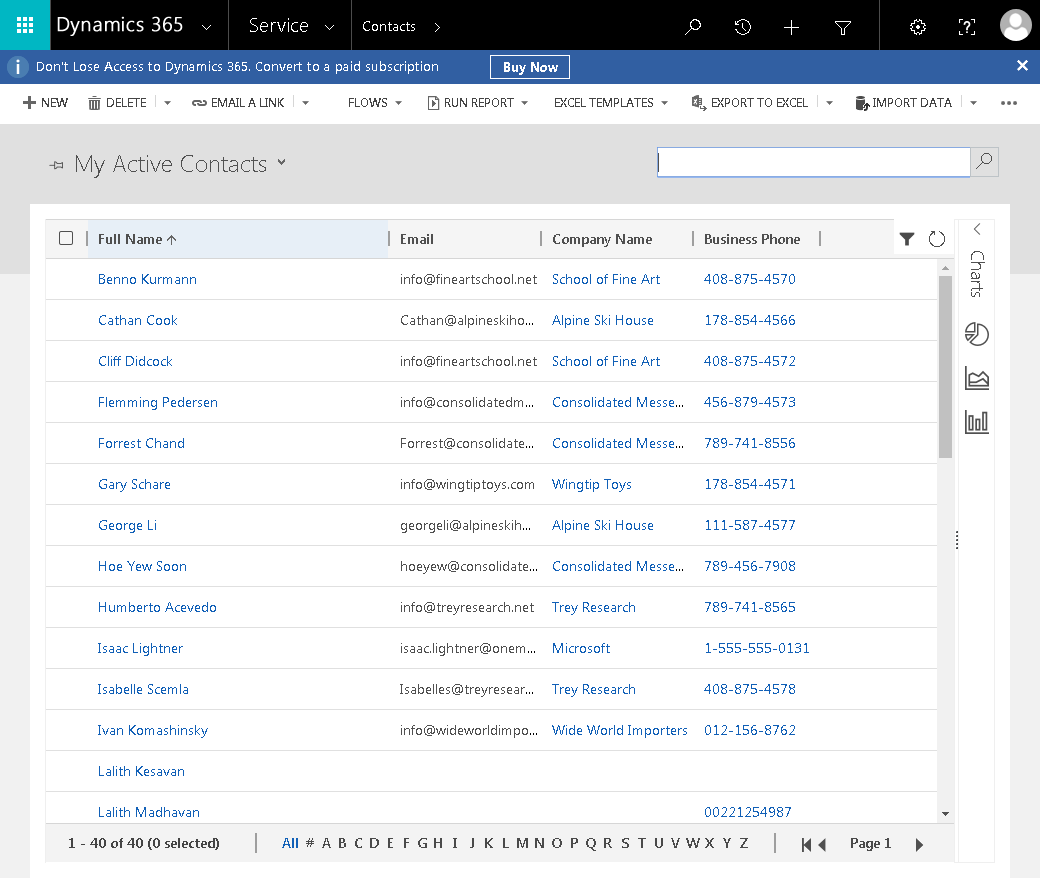 Dynamics 365 Service Contacts
Don't Lose Access to Dynamics 365. Convert to a paid subscription Buy Now
NEW DELETE EMAIL A LINK FLOWS RUN REPORT EXCEL TEMPLATES EXPORT TO EXCEL IMPORT DATA
My Active Contacts
Full Name Email Company Name Business Phone
Charts
Benno Kurmann info@fineartschool.net School of Fine Art 408-875-4570
Cathan Cook Cathan@alpineskiho... Alpine Ski House 178-854-4566
Cliff Didcock info@fineartschool.net School of Fine Art 408-875-4572
Flemming Pedersen info@consolidatedm... Consolidated Messe... 456-879-4573
Forrest Chand Forrest@consolidate... Consolidated Messe... 789-741-8556
Gary Schare info@wingtiptoys.com Wingtip Toys 178-854-4571
George Li georgeli@alpineskih... Alpine Ski House 111-587-4577
Hoe Yew Soon hoeyew@consolidate... Consolidated Messe... 789-456-7908
Humberto Acevedo info@treyresearch.net Trey Research 789-741-8565
Isaac Lightner isaac.lightner@onem... Microsoft 1-555-555-0131
Isabelle Scemla Isabelles@treyresear... Trey Research 408-875-4578
Ivan Komashinsky info@wideworldimpo... Wide World Importers 012-156-8762
Lalith Kesavan
Lalith Madhavan 00221254987
1 - 40 of 40 (0 selected) All # A B C D E F G H I J K L M N O P Q R S T U V W X Y Z Page 1